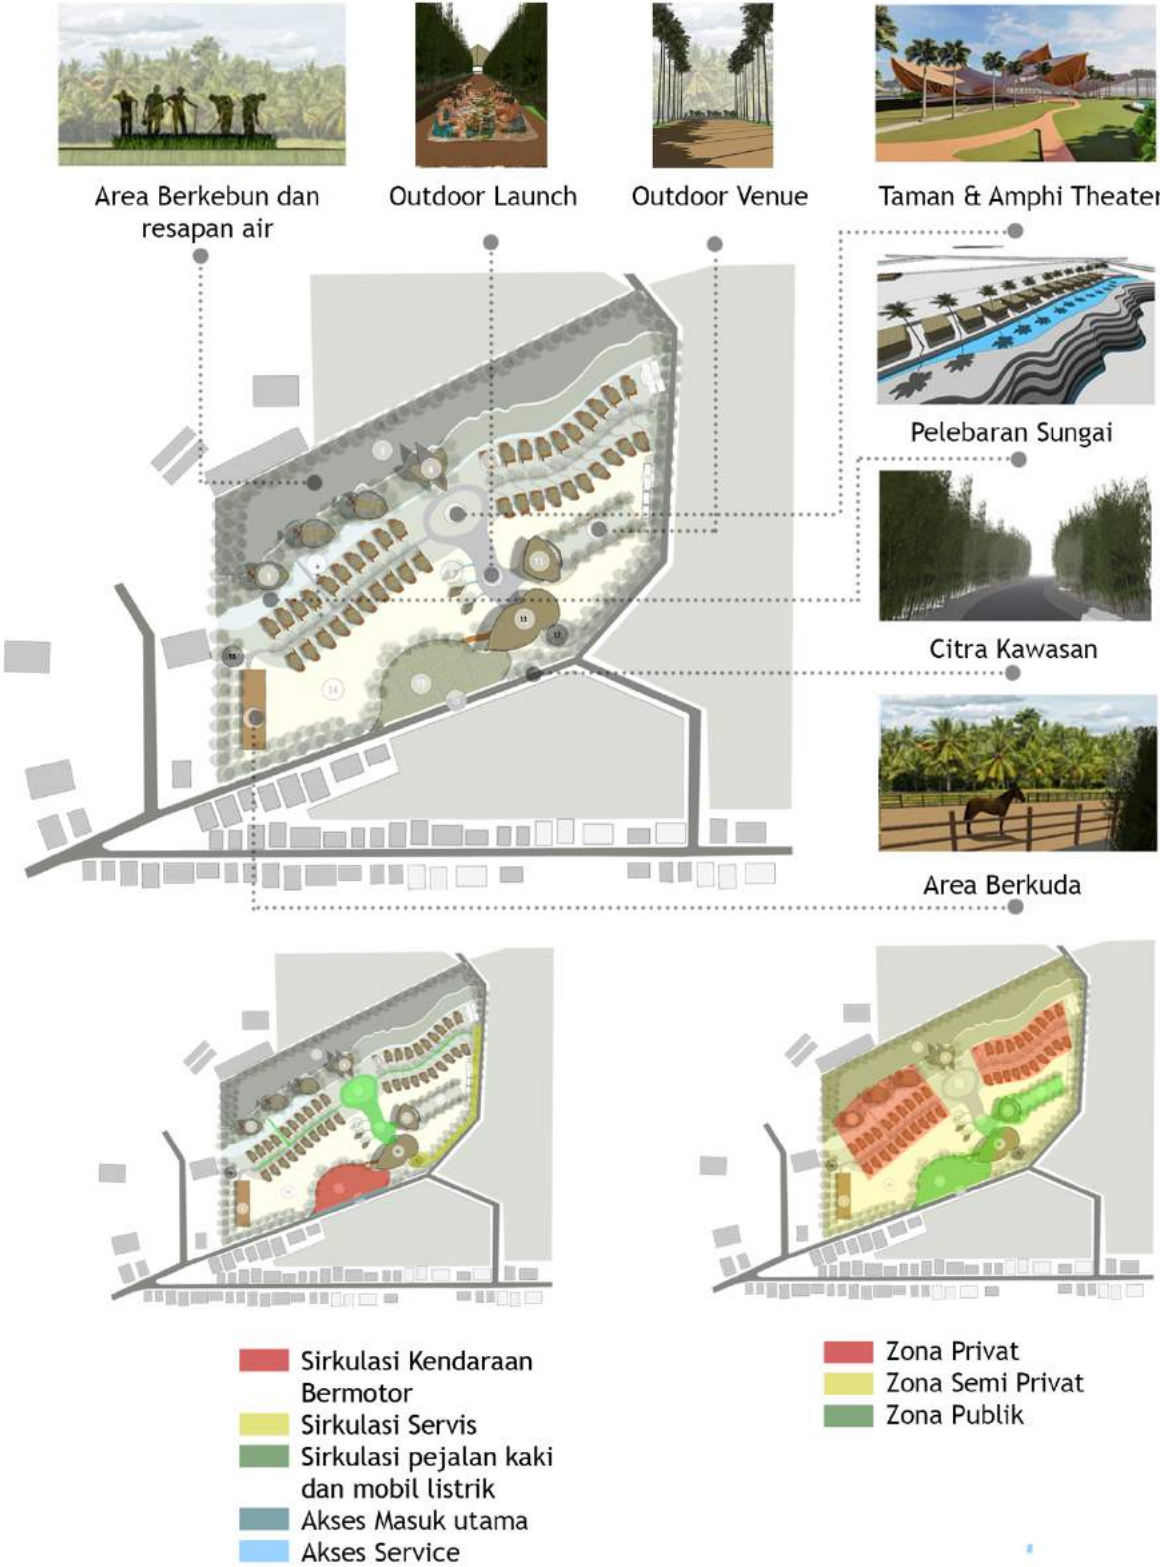 Area Berkebun dan
resapan air
Outdoor Launch
Outdoor Venue
Taman & Amphi Theater
Pelebaran Sungai
Citra Kawasan
Area Berkuda
Sirkulasi Kendaraan
Bermotor
Sirkulasi Servis
Sirkulasi pejalan kaki
dan mobil listrik
Akses Masuk utama
Akses Service
Zona Privat
Zona Semi Privat
Zona Publik